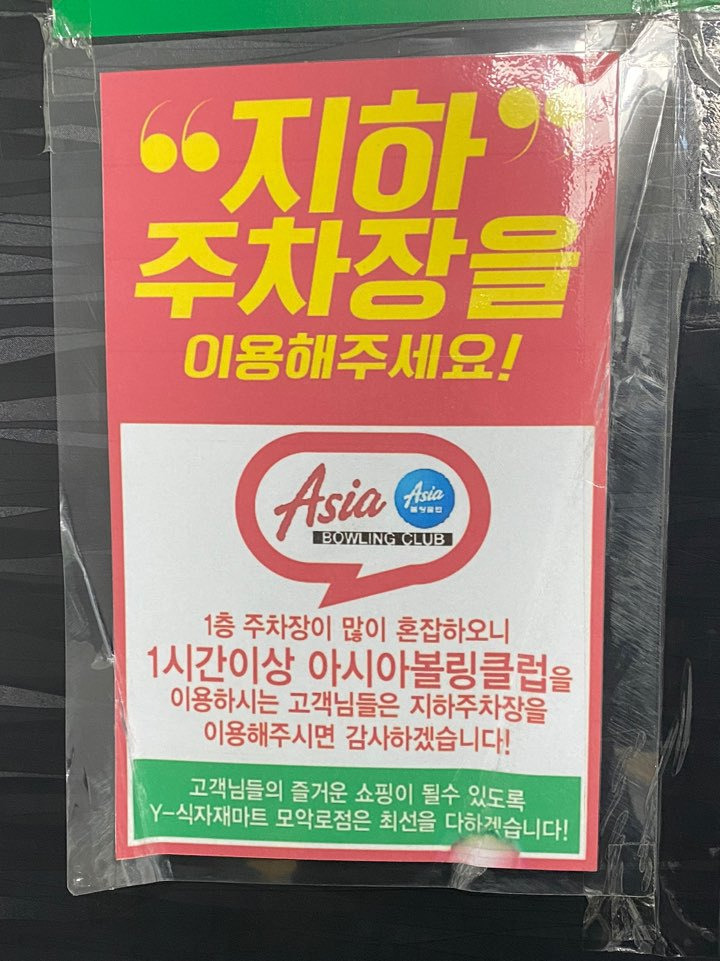 “지하”
주차장을
이용해주세요!
Asia
Asia
볼링클럽
BOWLING CLUB
1층 주차장이 많이 혼잡하오니
1시간이상 아시아볼링클럽을
이용하시는 고객님들은 지하주차장을
이용해주시면 감사하겠습니다!
고객님들의 즐거운 쇼핑이 될수 있도록
Y-식자재마트 모악로점은 최선을 다하겠습니다!